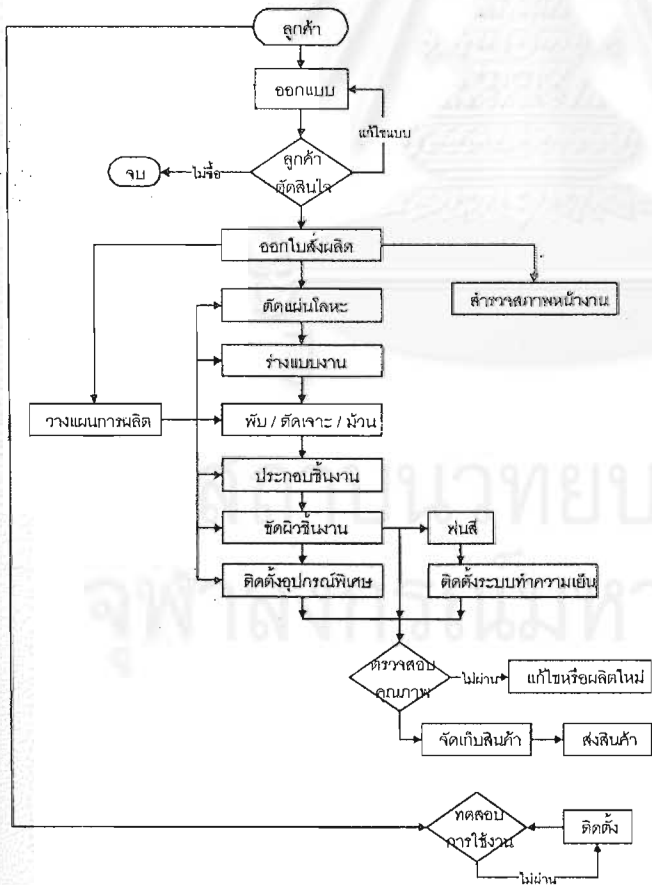 ลูกค้า
ออกแบบ
แก้ไขแบบ
ลูกค้า
ตัดสินใจ
ไม่ซื้อ
จบ
ออกใบสั่งผลิต
สำรวจสภาพหน้างาน
ตัดแผ่นโลหะ
ร่างแบบงาน
วางแผนการผลิต
พับ / ตัดเจาะ / ม้วน
ประกอบชิ้นงาน
ขัดผิวชิ้นงาน
พ่นสี
ติดตั้งอุปกรณ์พิเศษ
ติดตั้งระบบทำความเย็น
ตรวจสอบ
คุณภาพ
ไม่ผ่าน
แก้ไขหรือผลิตใหม่
จัดเก็บสินค้า
ส่งสินค้า
ทดสอบ
การใช้งาน
ติดตั้ง
ไม่ผ่าน